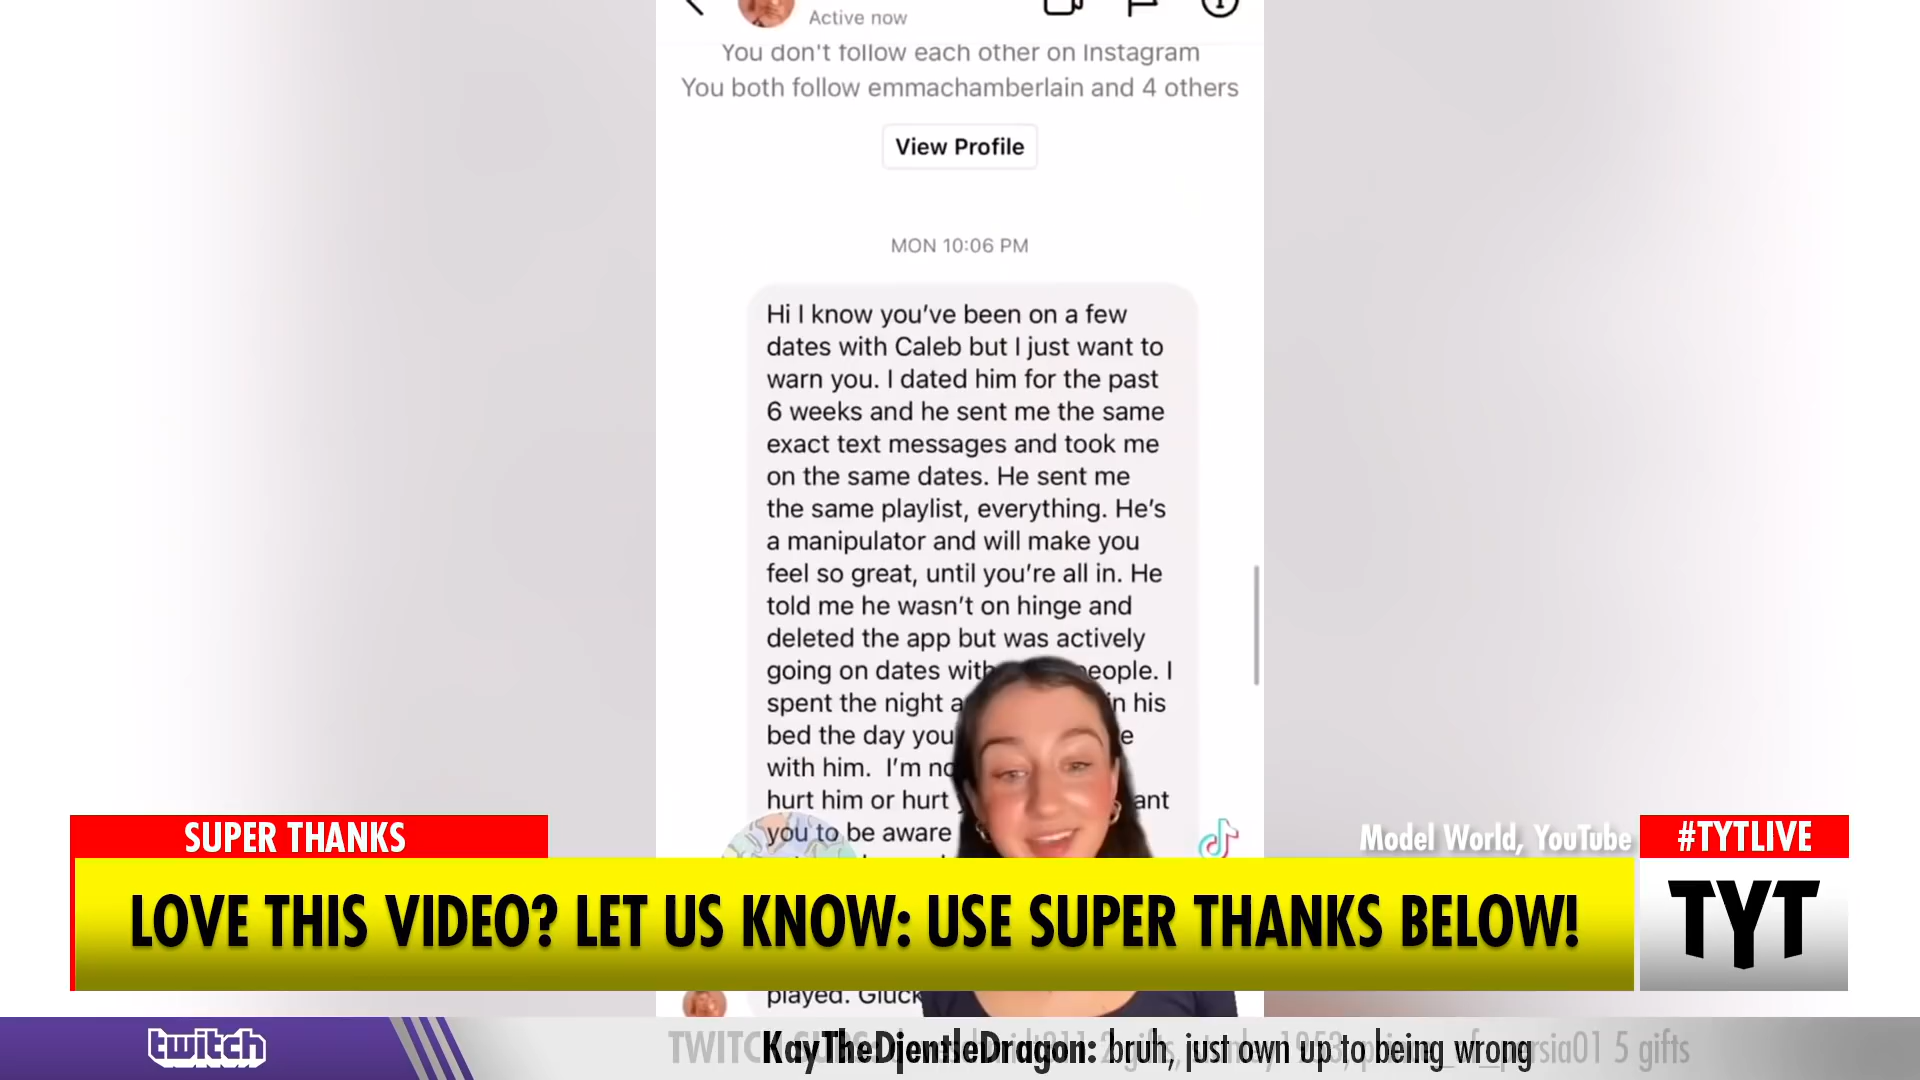 Active now
You don't follow each other on Instagram
You both follow emmachamberlain and 4 others
View Profile
MON 10:06 PM
Hi I know you've been on a few
dates with Caleb but I just want to
warn you. I dated him for the past
6 weeks and he sent me the same
exact text messages and took me
on the same dates. He sent me
the same playlist, everything. He's
a manipulator and will make you
feel so great, until you're all in. He
told me he wasn't on hinge and
deleted the app but was actively
going on dates with people. I
spent the night in his
bed the day you
with him. I'm
hurt him or hurt
you to be aware
played.
SUPER THANKS
Model World, YouTube
#TYTLIVE
LOVE THIS VIDEO? LET US KNOW: USE SUPER THANKS BELOW!
TYT
twitch
KayTheDjentleDragon: bruh, just own up to being wrong
5 gifts